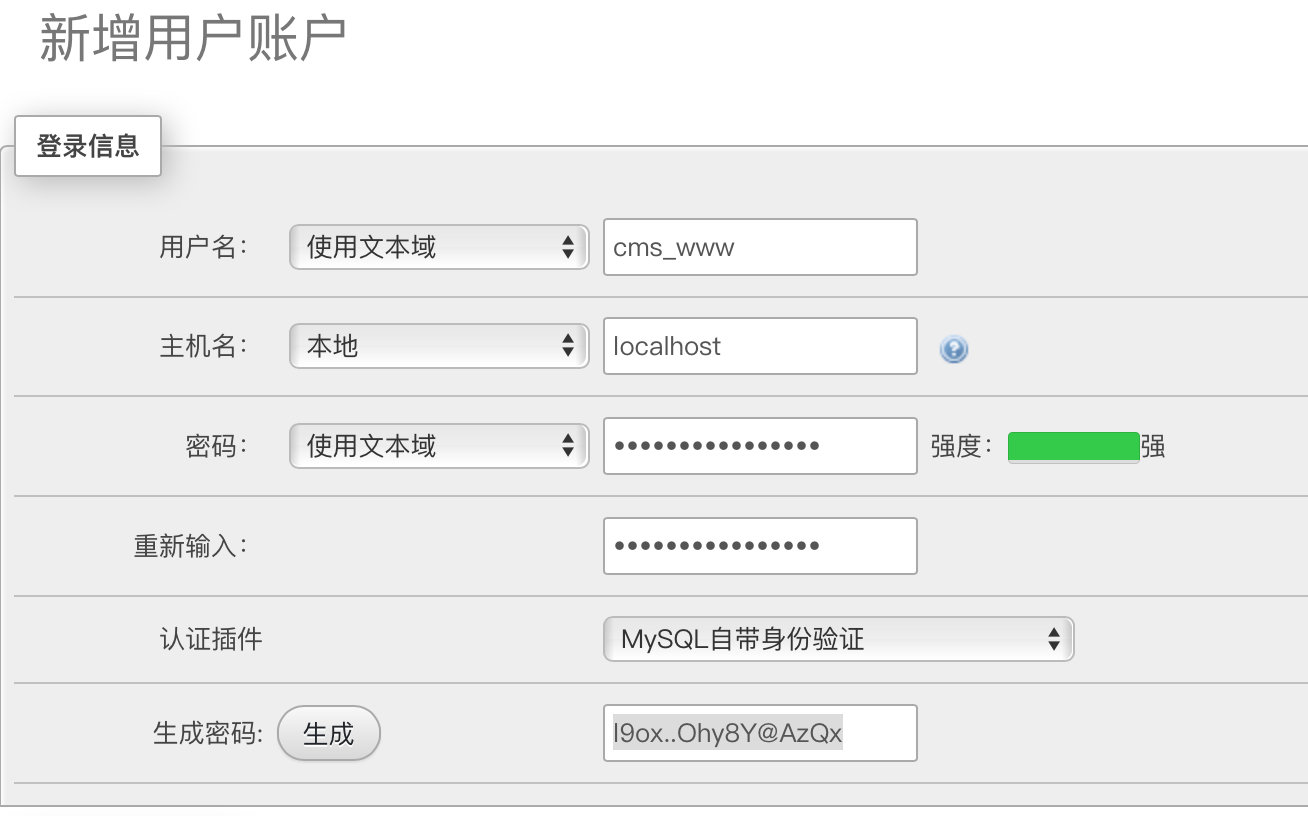 新增用户账户
登录信息
用户名: 使用文本域 cms_www
主机名: 本地 localhost
密码: 使用文本域 •••••••••••••••• 强度: 强
重新输入: ••••••••••••••••
认证插件 MySQL自带身份验证
生成密码: 生成 I9ox..Ohy8Y@AzQx